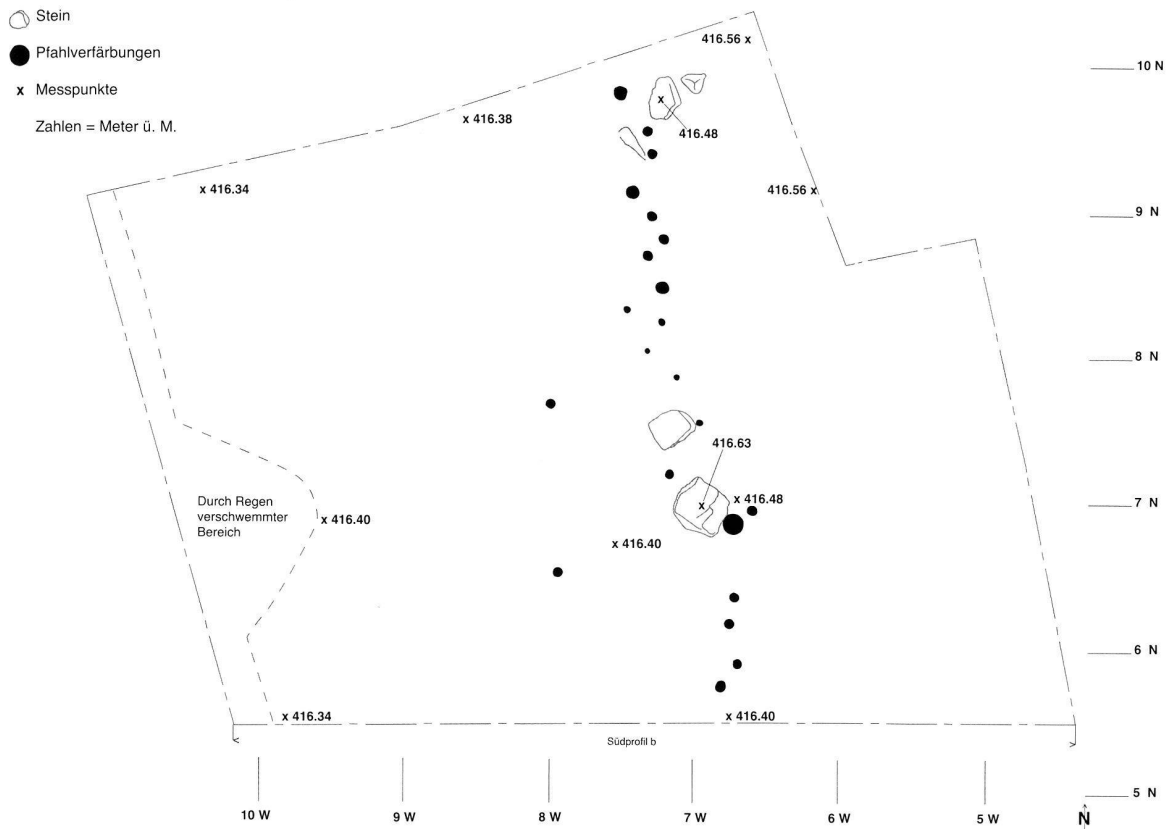 Stein
Pfahlverfärbungen
x Messpunkte
Zahlen = Meter ü. M.
416.56 x
10 N
x
416.48
x 416.38
x 416.34
416.56 x
9 N
8 N
416.63
x
x 416.48
7 N
Durch Regen
verschwemmter
Bereich
x 416.40
x 416.40
6 N
x 416.34
x 416.40
Südprofil b
5 N
10 W
9 W
8 W
7 W
6 W
5 W
N